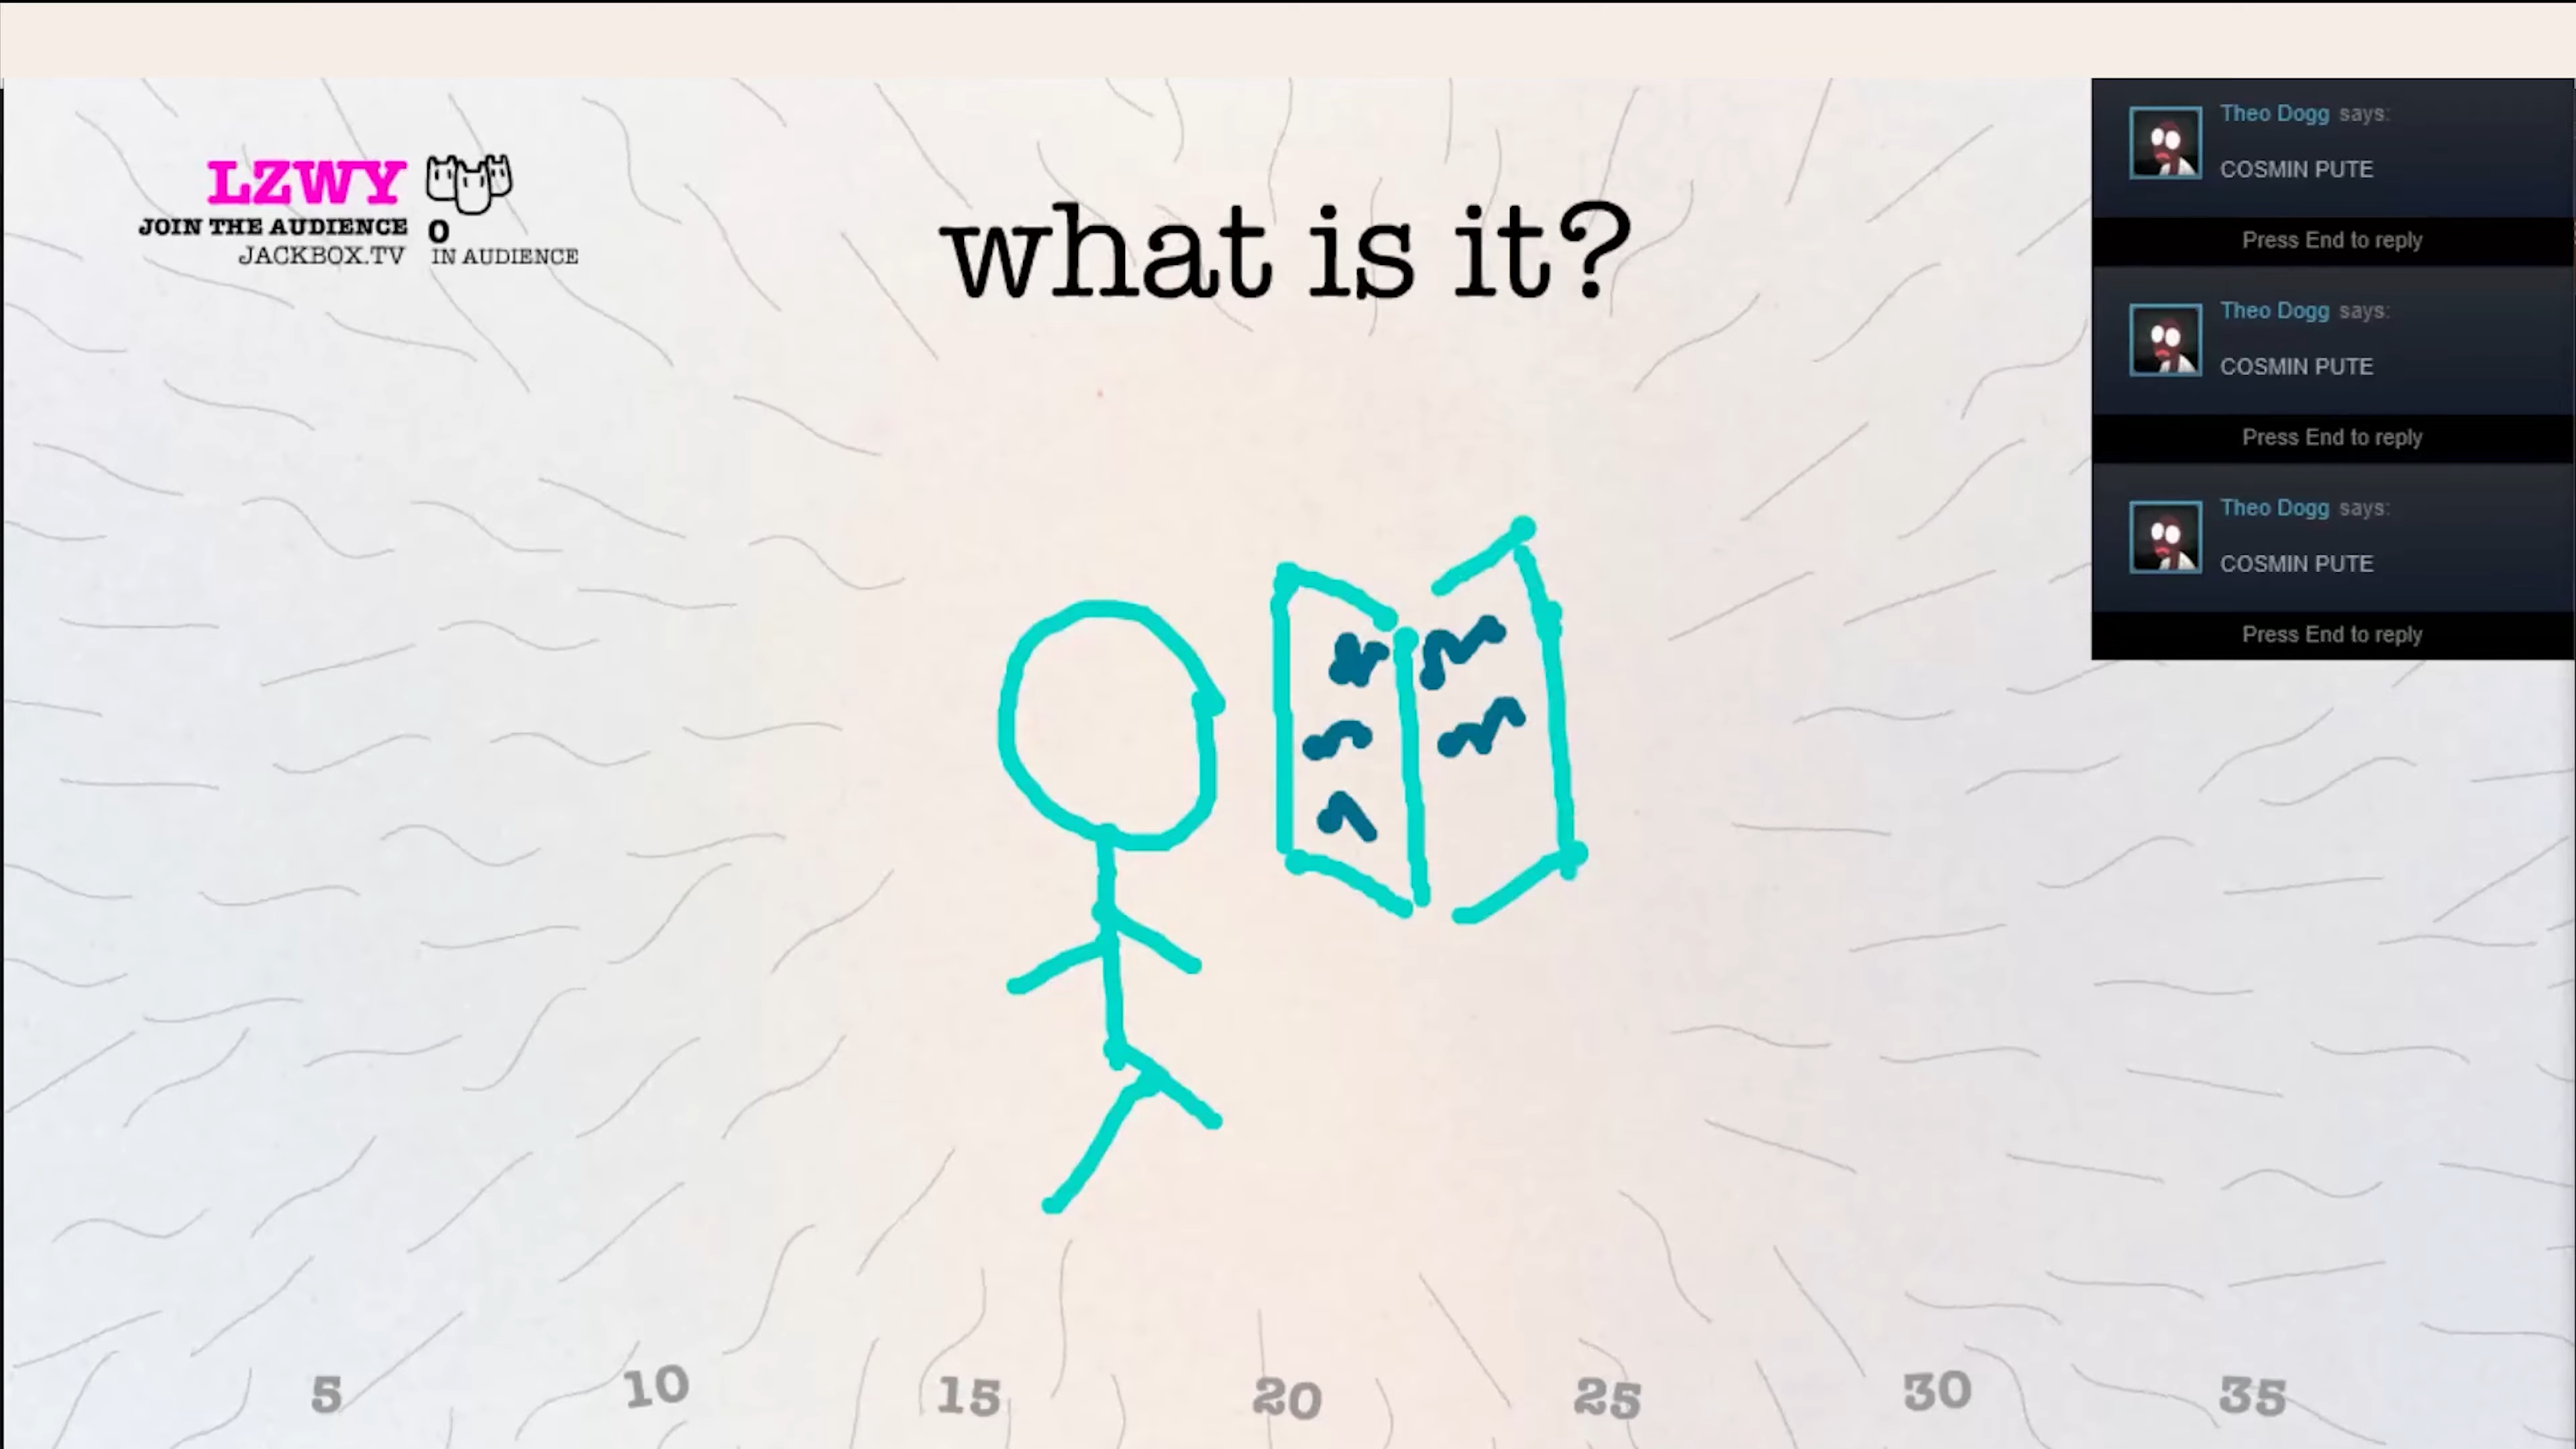 LZWY
JOIN THE AUDIENCE
JACKBOX.TV
0
IN AUDIENCE
what is it?
Theo Dogg says:
COSMIN PUTE
Press End to reply
Theo Dogg says:
COSMIN PUTE
Press End to reply
Theo Dogg says:
COSMIN PUTE
Press End to reply
5 10 15 20 25 30 35